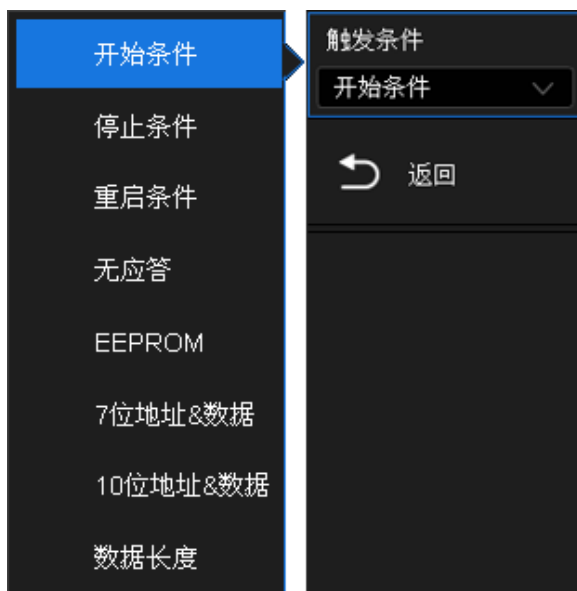 开始条件
停止条件
重启条件
无应答
EEPROM
7位地址&数据
10位地址&数据
数据长度
触发条件
开始条件
返回